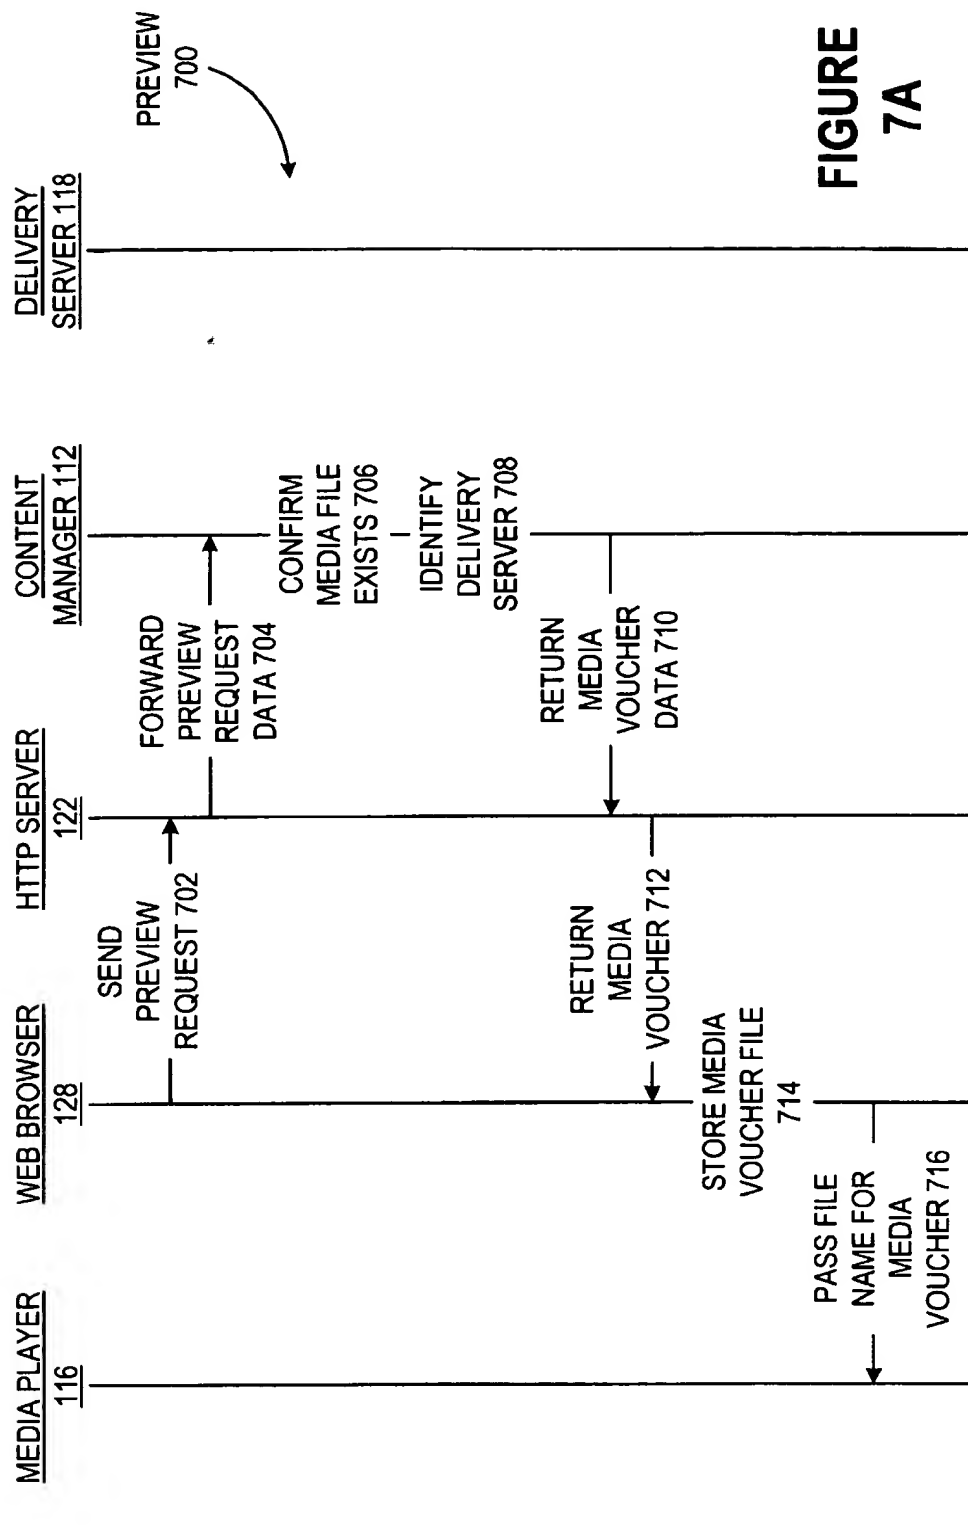 MEDIA PLAYER
116
WEB BROWSER
128
HTTP SERVER
122
CONTENT
MANAGER 112
DELIVERY
SERVER 118
PREVIEW
700
SEND
PREVIEW
REQUEST 702
FORWARD
PREVIEW
REQUEST
DATA 704
CONFIRM
MEDIA FILE
EXISTS 706
IDENTIFY
DELIVERY
SERVER 708
RETURN
MEDIA
VOUCHER
DATA 710
RETURN
MEDIA
VOUCHER 712
STORE MEDIA
VOUCHER FILE
714
PASS FILE
NAME FOR
MEDIA
VOUCHER 716
FIGURE
7A